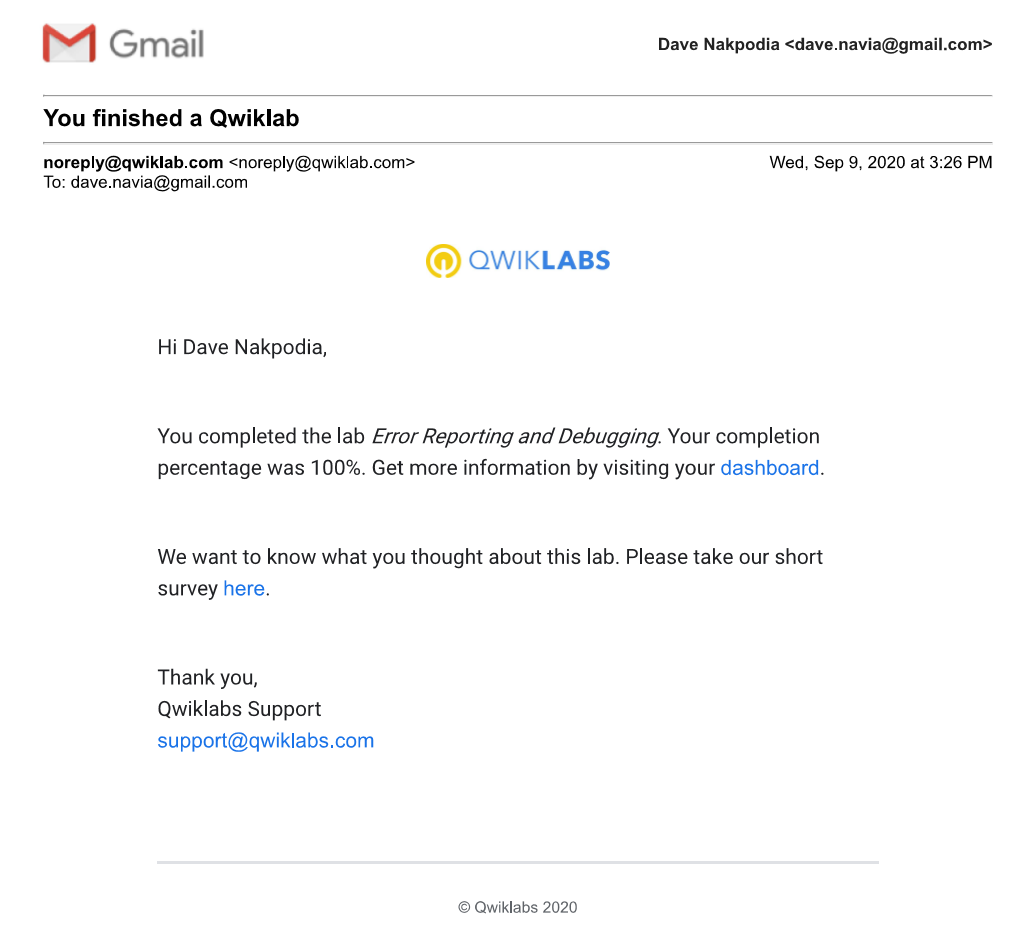 Gmail
Dave Nakpodia <dave.navia@gmail.com>
You finished a Qwiklab
noreply@qwiklab.com <noreply@qwiklab.com>
Wed, Sep 9, 2020 at 3:26 PM
To: dave.navia@gmail.com
QWIKLABS
Hi Dave Nakpodia,
You completed the lab Error Reporting and Debugging. Your completion
percentage was 100%. Get more information by visiting your dashboard.
We want to know what you thought about this lab. Please take our short
survey here.
Thank you,
Qwiklabs Support
support@qwiklabs.com
© Qwiklabs 2020